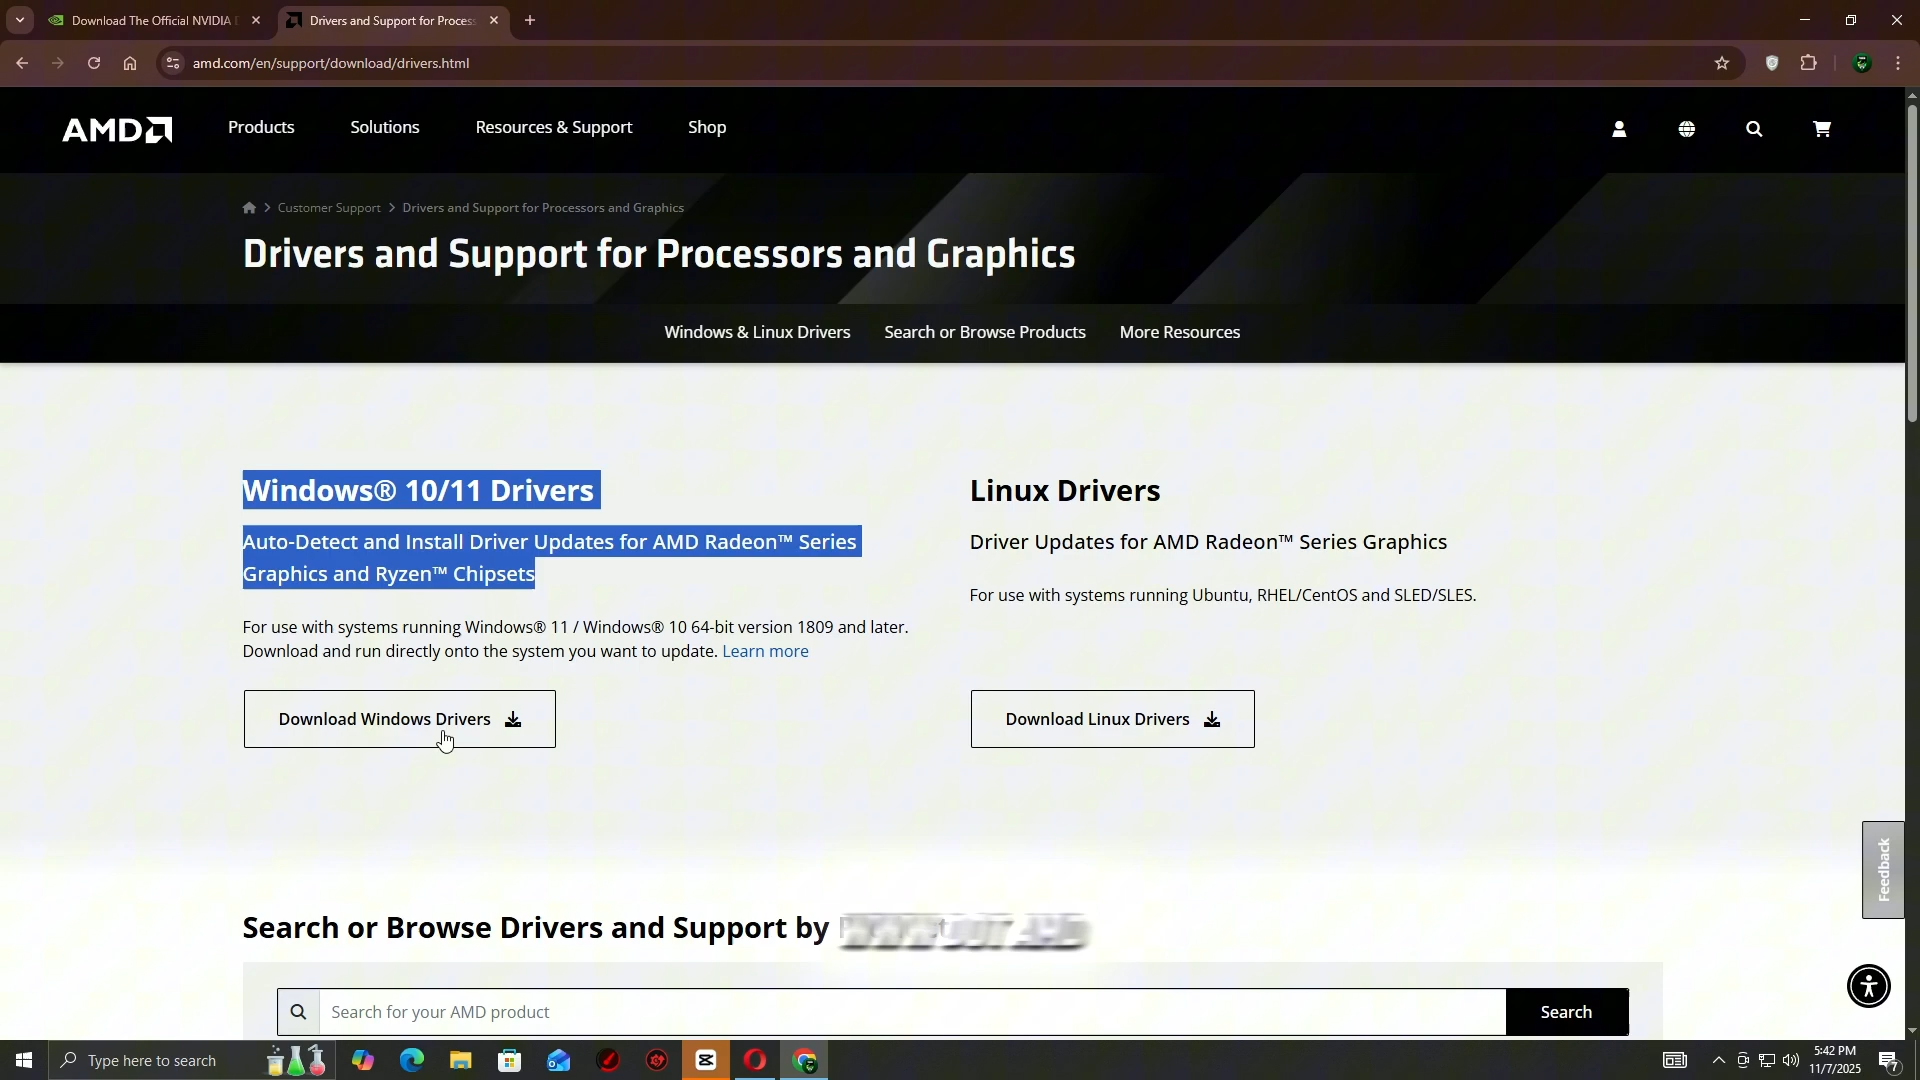 Download The Official NVIDIA
Drivers and Support for Process
amd.com/en/support/download/drivers.html
AMD
Products
Solutions
Resources & Support
Shop
Customer Support
Drivers and Support for Processors and Graphics
Drivers and Support for Processors and Graphics
Windows & Linux Drivers
Search or Browse Products
More Resources
Windows® 10/11 Drivers
Auto-Detect and Install Driver Updates for AMD Radeon™ Series
Graphics and Ryzen™ Chipsets
For use with systems running Windows® 11 / Windows® 10 64-bit version 1809 and later.
Download and run directly onto the system you want to update. Learn more
Download Windows Drivers
Linux Drivers
Driver Updates for AMD Radeon™ Series Graphics
For use with systems running Ubuntu, RHEL/CentOS and SLED/SLES.
Download Linux Drivers
Feedback
Search or Browse Drivers and Support by
WWW DOT AMD
Search for your AMD product
Search
Type here to search
5:42 PM
11/7/2025
7